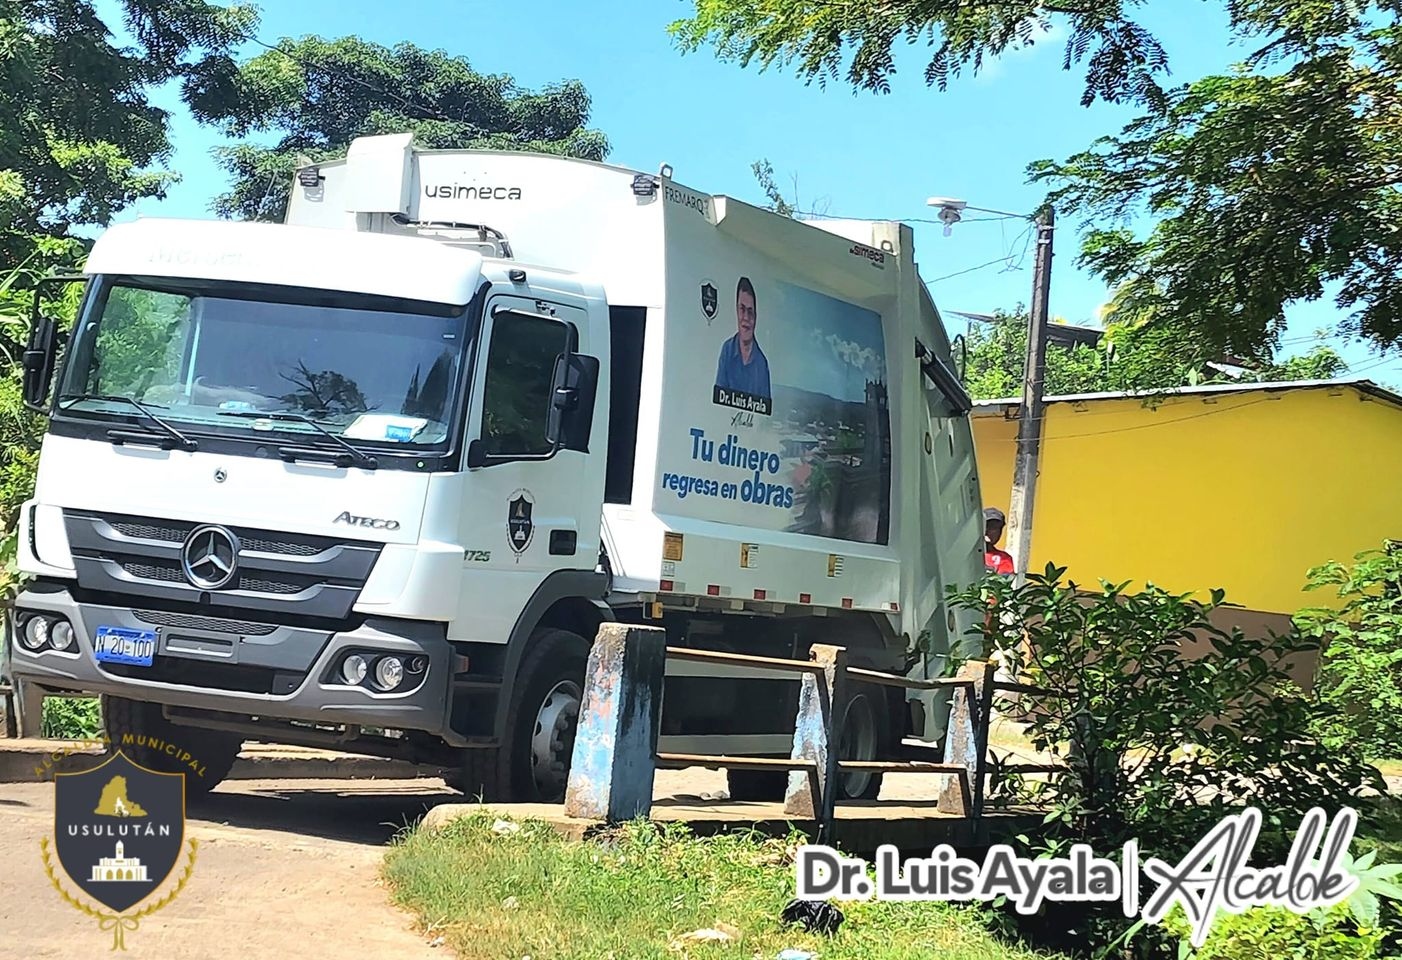 usimeca
FREMARQ
usimeca
Dr. Luis Ayala
Alcalde
Tu dinero
regresa en obras
ATEGO
1725
N 20-100
ALCALDÍA MUNICIPAL
USULUTÁN
Dr. Luis Ayala | Alcalde